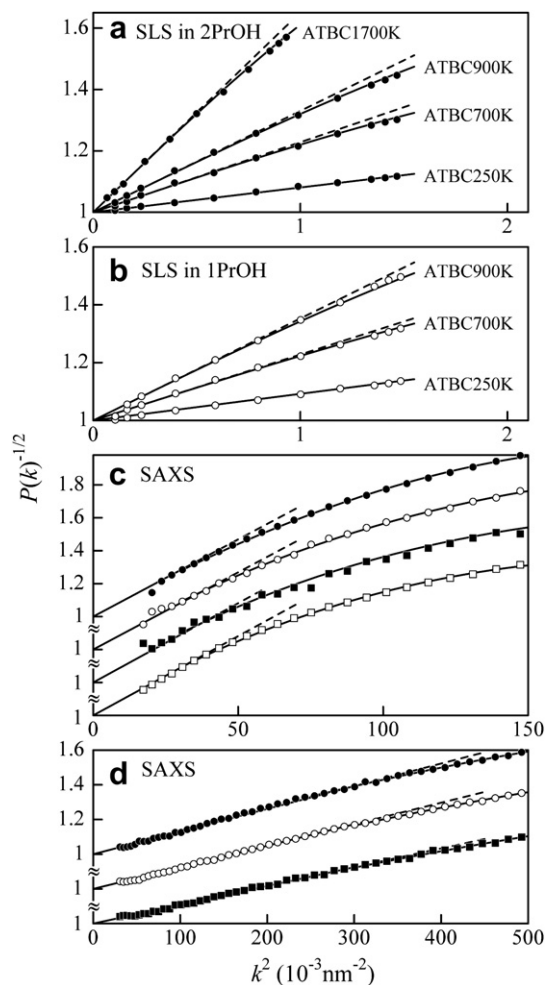 a SLS in 2PrOH
ATBC1700K
ATBC900K
ATBC700K
ATBC250K
1.6
1.4
1.2
1
0 1 2
b SLS in 1PrOH
ATBC900K
ATBC700K
ATBC250K
1.6
1.4
1.2
1
0 1 2
P(k)^{-1/2}
c SAXS
1.8
1.6
1.4
1.2
1
1
1
1
0 50 100 150
d SAXS
1.6
1.4
1.2
1
1
1
0 100 200 300 400 500
k² (10⁻³nm⁻²)